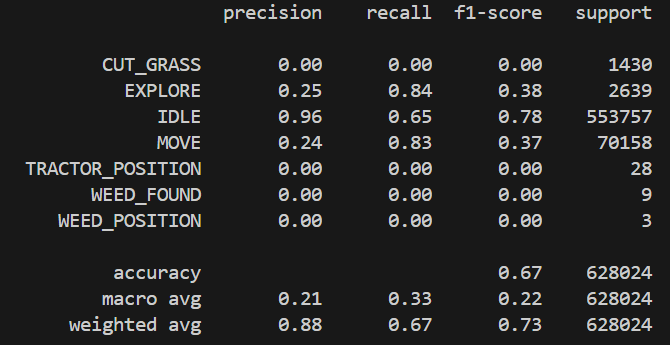 precision recall f1-score support
CUT_GRASS 0.00 0.00 0.00 1430
EXPLORE 0.25 0.84 0.38 2639
IDLE 0.96 0.65 0.78 553757
MOVE 0.24 0.83 0.37 70158
TRACTOR_POSITION 0.00 0.00 0.00 28
WEED_FOUND 0.00 0.00 0.00 9
WEED_POSITION 0.00 0.00 0.00 3
accuracy 0.67 628024
macro avg 0.21 0.33 0.22 628024
weighted avg 0.88 0.67 0.73 628024